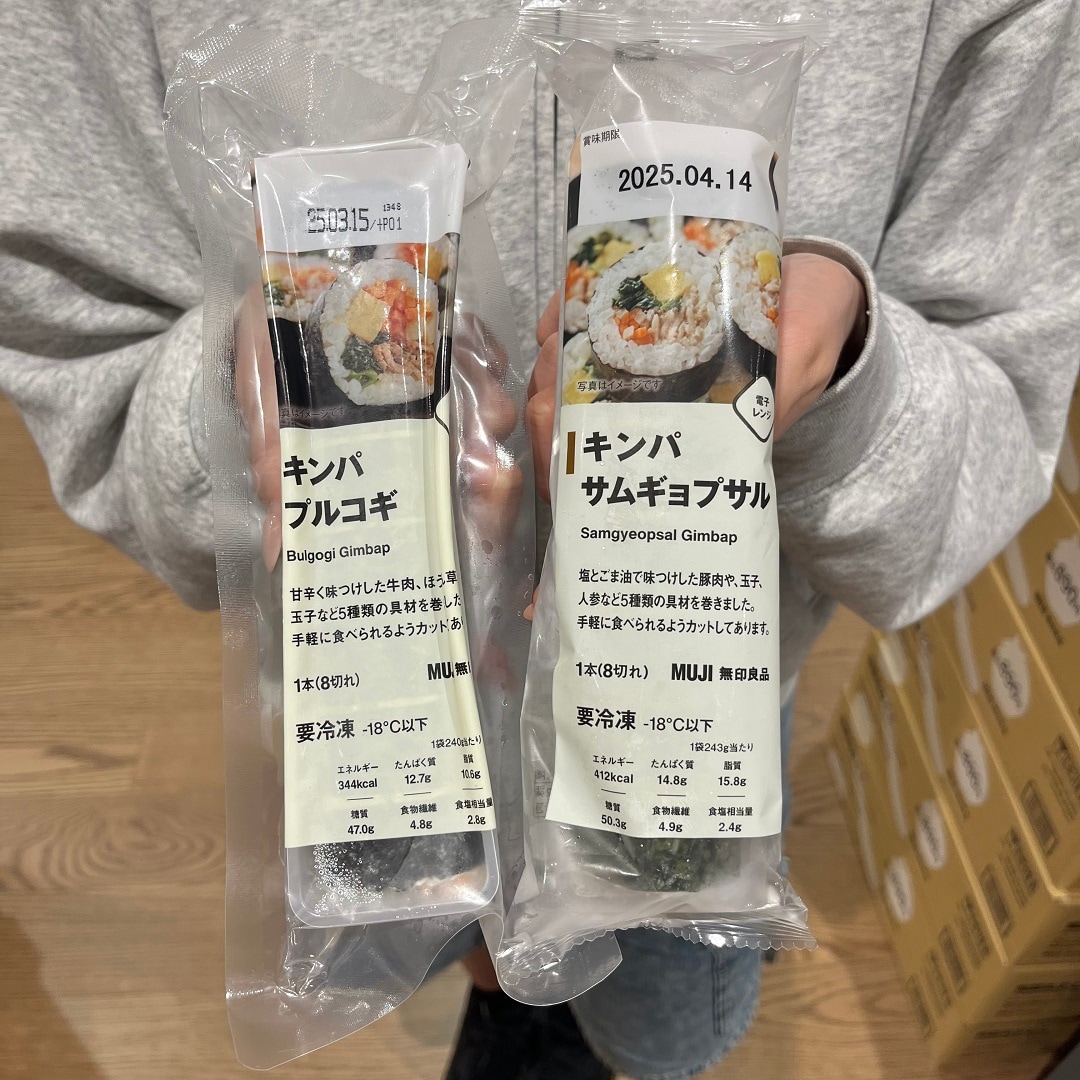 1348
25.03.15/+P01
写真はイメージです
キンパ
プルコギ
Bulgogi Gimbap
甘辛く味つけした牛肉、ほうれ草
玉子など5種類の具材を巻きした
手軽に食べられるようカットしてあり
1本(8切れ)
MUJI 無
要冷凍 -18℃以下
1袋240g当たり
エネルギー たんぱく質 脂質
344kcal 12.7g 10.6g
糖質 食物繊維 食塩相当量
47.0g 4.8g 2.8g
賞味期限
2025.04.14
写真はイメージです
電子
レンジ
キンパ
サムギョプサル
Samgyeopsal Gimbap
塩とごま油で味つけした豚肉や、玉子、
人参など5種類の具材を巻きました。
手軽に食べられるようカットしてあります。
1本(8切れ) MUJI 無印良品
要冷凍 -18℃以下
1袋243g当たり
エネルギー たんぱく質 脂質
412kcal 14.8g 15.8g
糖質 食物繊維 食塩相当量
50.3g 4.9g 2.4g